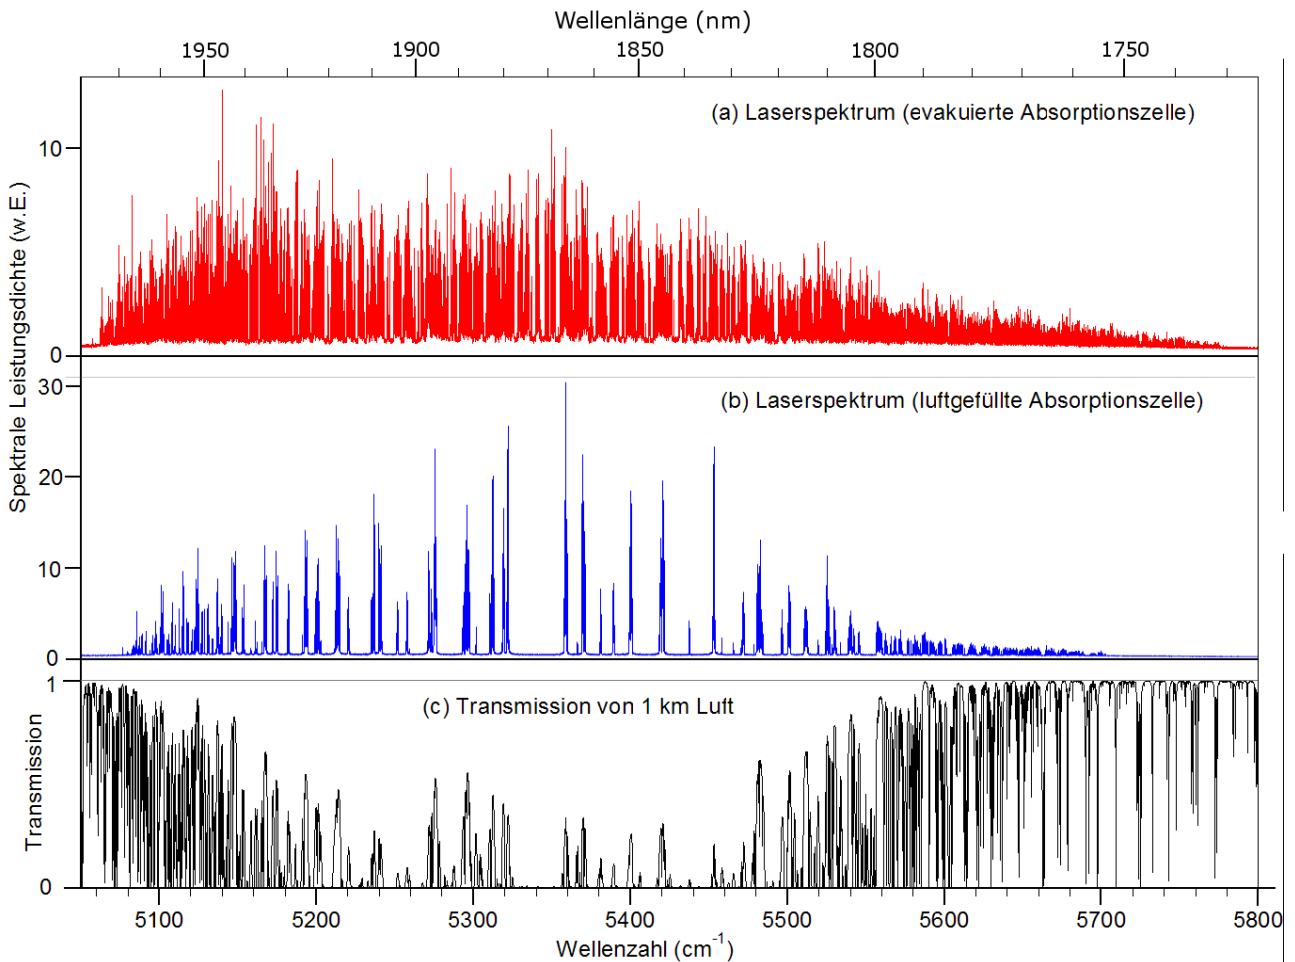 Wellenlänge (nm)
1950 1900 1850 1800 1750
(a) Laserspektrum (evakuierte Absorptionszelle)
10
0
Spektrale Leistungsdichte (w.E.)
30
(b) Laserspektrum (luftgefüllte Absorptionszelle)
20
10
0
1
(c) Transmission von 1 km Luft
Transmission
0
5100 5200 5300 5400 5500 5600 5700 5800
Wellenzahl (cm⁻¹)